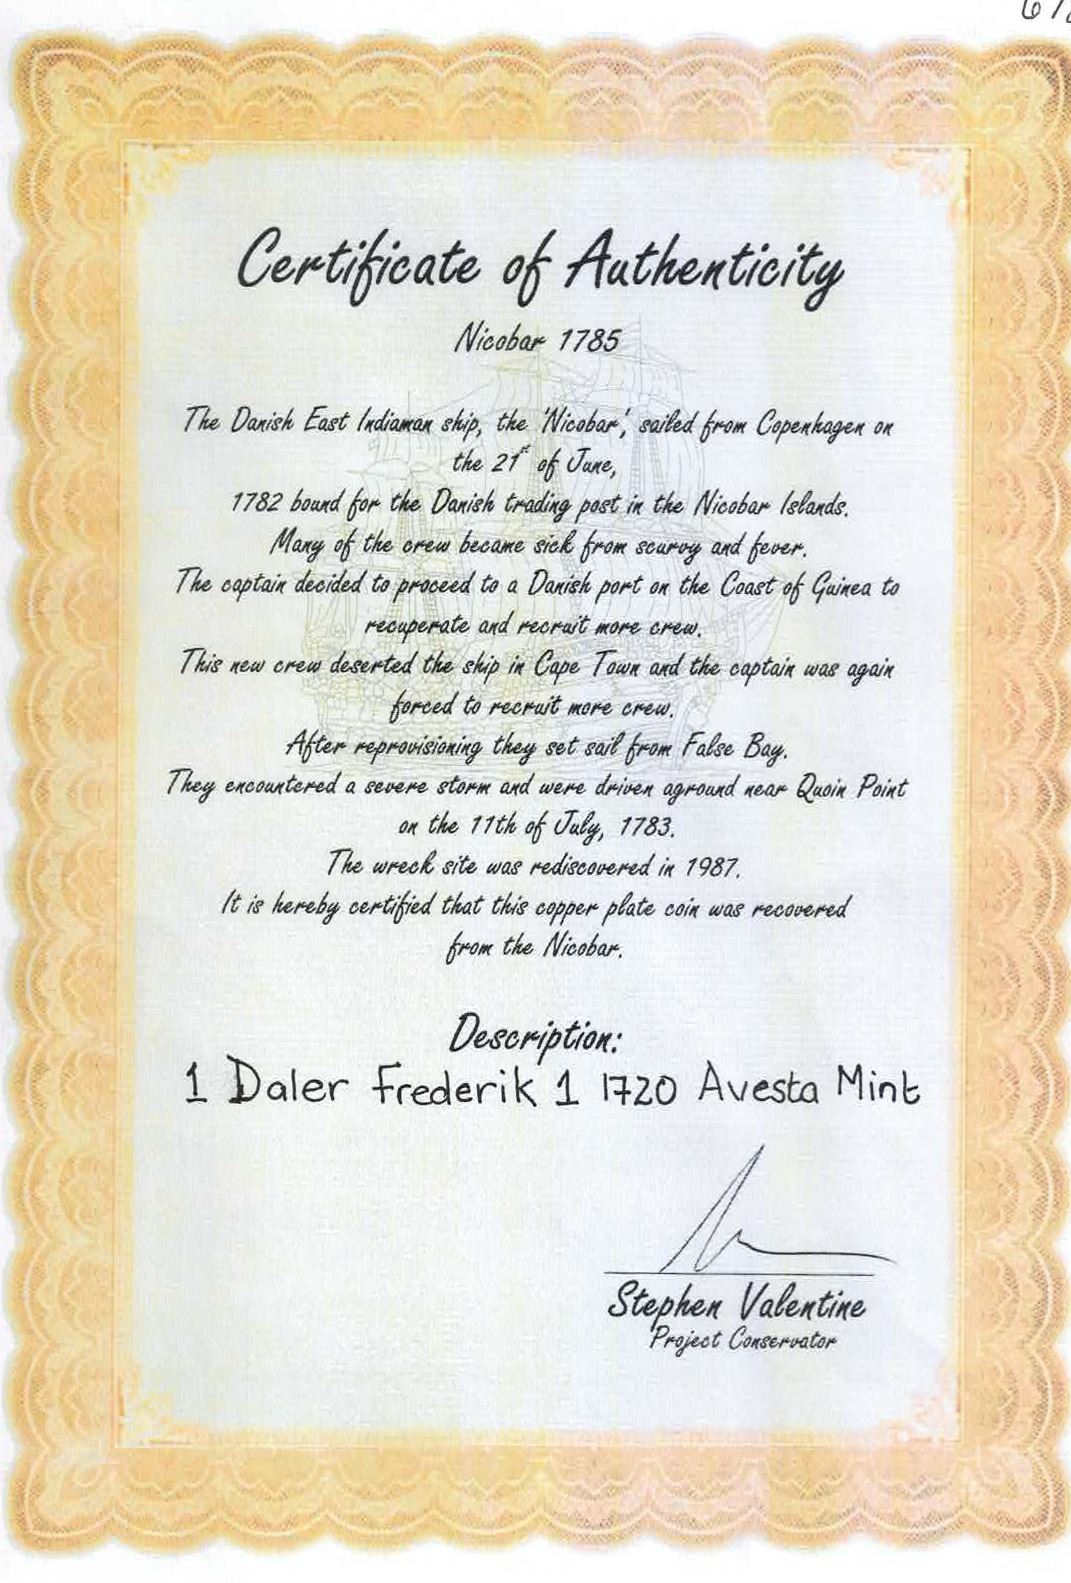 Certificate of Authenticity
Nicobar 1785
The Danish East Indiaman ship, the 'Nicobar', sailed from Copenhagen on
the 21st of June,
1782 bound for the Danish trading post in the Nicobar Islands.
Many of the crew became sick from scurvy and fever.
The captain decided to proceed to a Danish port on the Coast of Guinea to
recuperate and recruit more crew.
This new crew deserted the ship in Cape Town and the captain was again
forced to recruit more crew.
After reprovisioning they set sail from False Bay.
They encountered a severe storm and were driven aground near Quoin Point
on the 11th of July, 1783.
The wreck site was rediscovered in 1987.
It is hereby certified that this copper plate coin was recovered
from the Nicobar.
Description:
1 Daler Frederik 1 1720 Avesta Mint
Stephen Valentine
Project Conservator